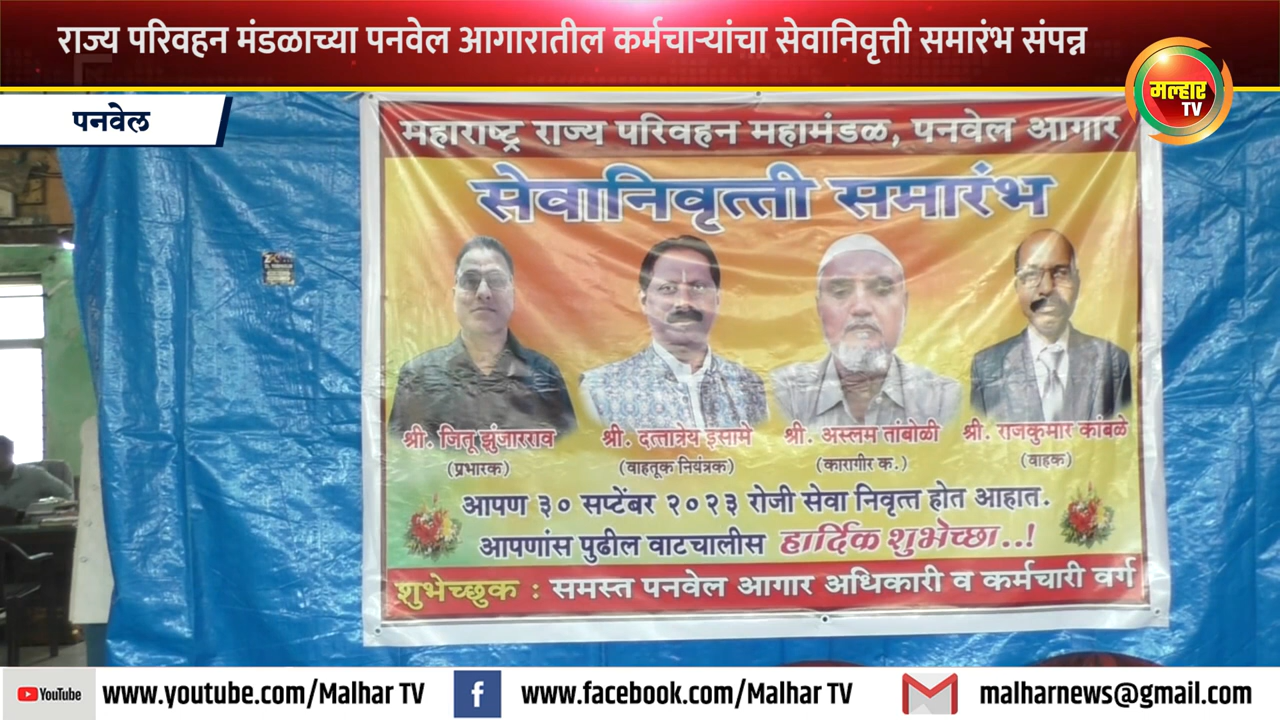 राज्य परिवहन मंडळाच्या पनवेल आगारातील कर्मचाऱ्यांचा सेवानिवृत्ती समारंभ संपन्न
मल्हार
TV
पनवेल
महाराष्ट्र राज्य परिवहन महामंडळ, पनवेल आगार
सेवानिवृत्ती समारंभ
श्री. जितू झुंजारराव
(प्रभारक)
श्री. दत्तात्रेय इसामे
(वाहतूक नियंत्रक)
श्री. अस्लम तांबोळी
(कारागीर क.)
श्री. राजकुमार कांबळे
(वाहक)
आपण ३० सप्टेंबर २०२३ रोजी सेवा निवृत्त होत आहात.
आपणांस पुढील वाटचालीस हार्दिक शुभेच्छा..!
शुभेच्छुक : समस्त पनवेल आगार अधिकारी व कर्मचारी वर्ग
YouTube www.youtube.com/Malhar TV
www.facebook.com/Malhar TV
malharnews@gmail.com